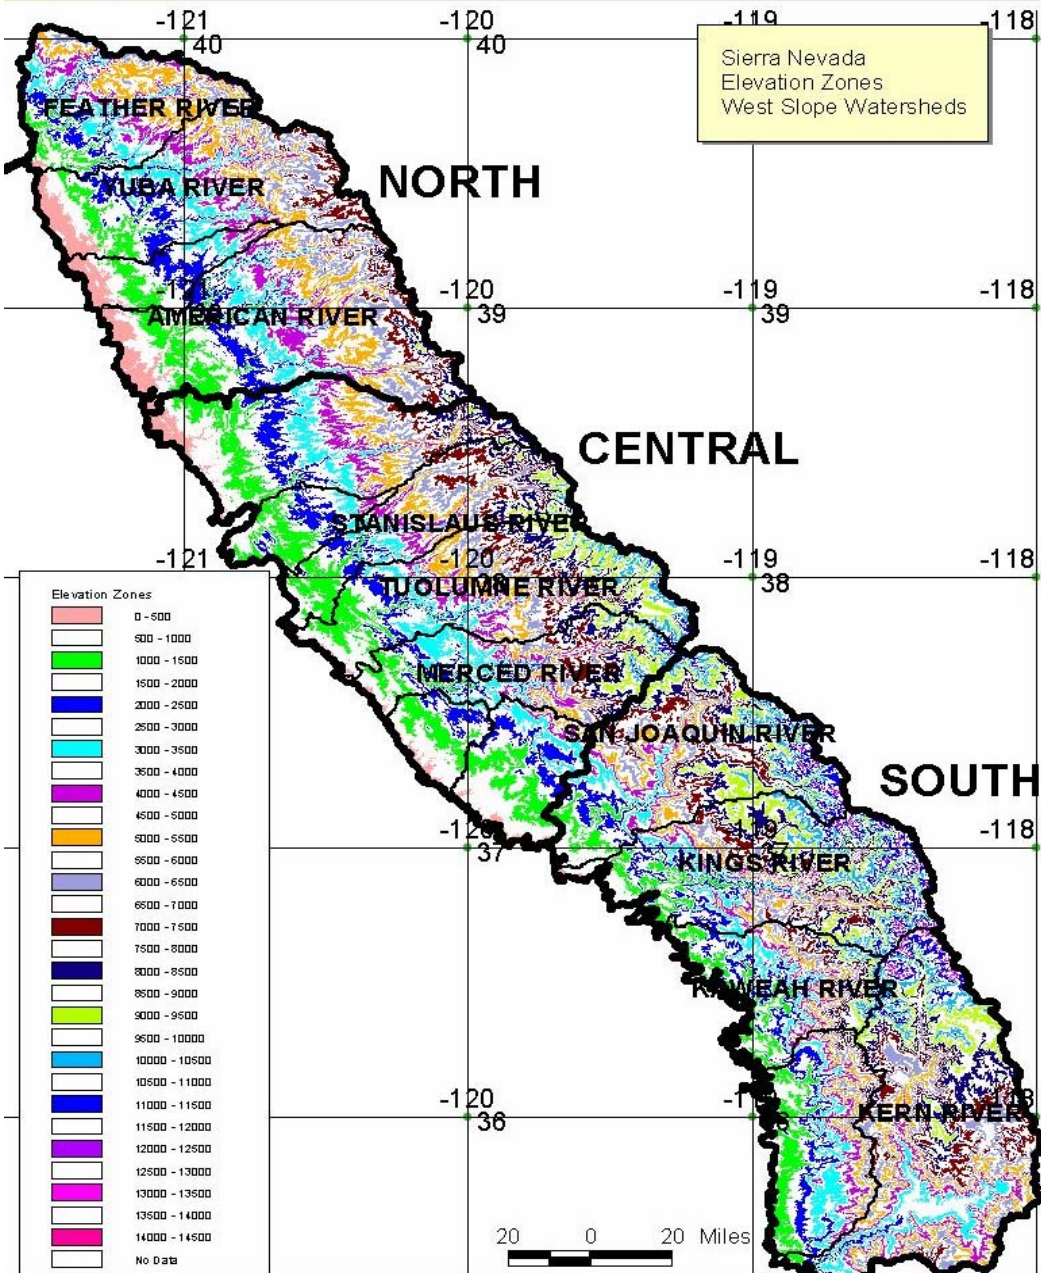 -121
-120
-119
-118
40
40
Sierra Nevada
Elevation Zones
West Slope Watersheds
FEATHER RIVER
NORTH
YUBA RIVER
-121
-120
-119
-118
AMERICAN RIVER
39
39
CENTRAL
STANISLAUS RIVER
-121
-120
-119
-118
38
TUOLUMNE RIVER
38
MERCED RIVER
SAN JOAQUIN RIVER
SOUTH
-120
-119
-118
37
KINGS RIVER
KAWEAH RIVER
-120
36
KERN RIVER
-118
Elevation Zones
0 - 500
500 - 1000
1000 - 1500
1500 - 2000
2000 - 2500
2500 - 3000
3000 - 3500
3500 - 4000
4000 - 4500
4500 - 5000
5000 - 5500
5500 - 6000
6000 - 6500
6500 - 7000
7000 - 7500
7500 - 8000
8000 - 8500
8500 - 9000
9000 - 9500
9500 - 10000
10000 - 10500
10500 - 11000
11000 - 11500
11500 - 12000
12000 - 12500
12500 - 13000
13000 - 13500
13500 - 14000
14000 - 14500
No Data
20 0 20 Miles